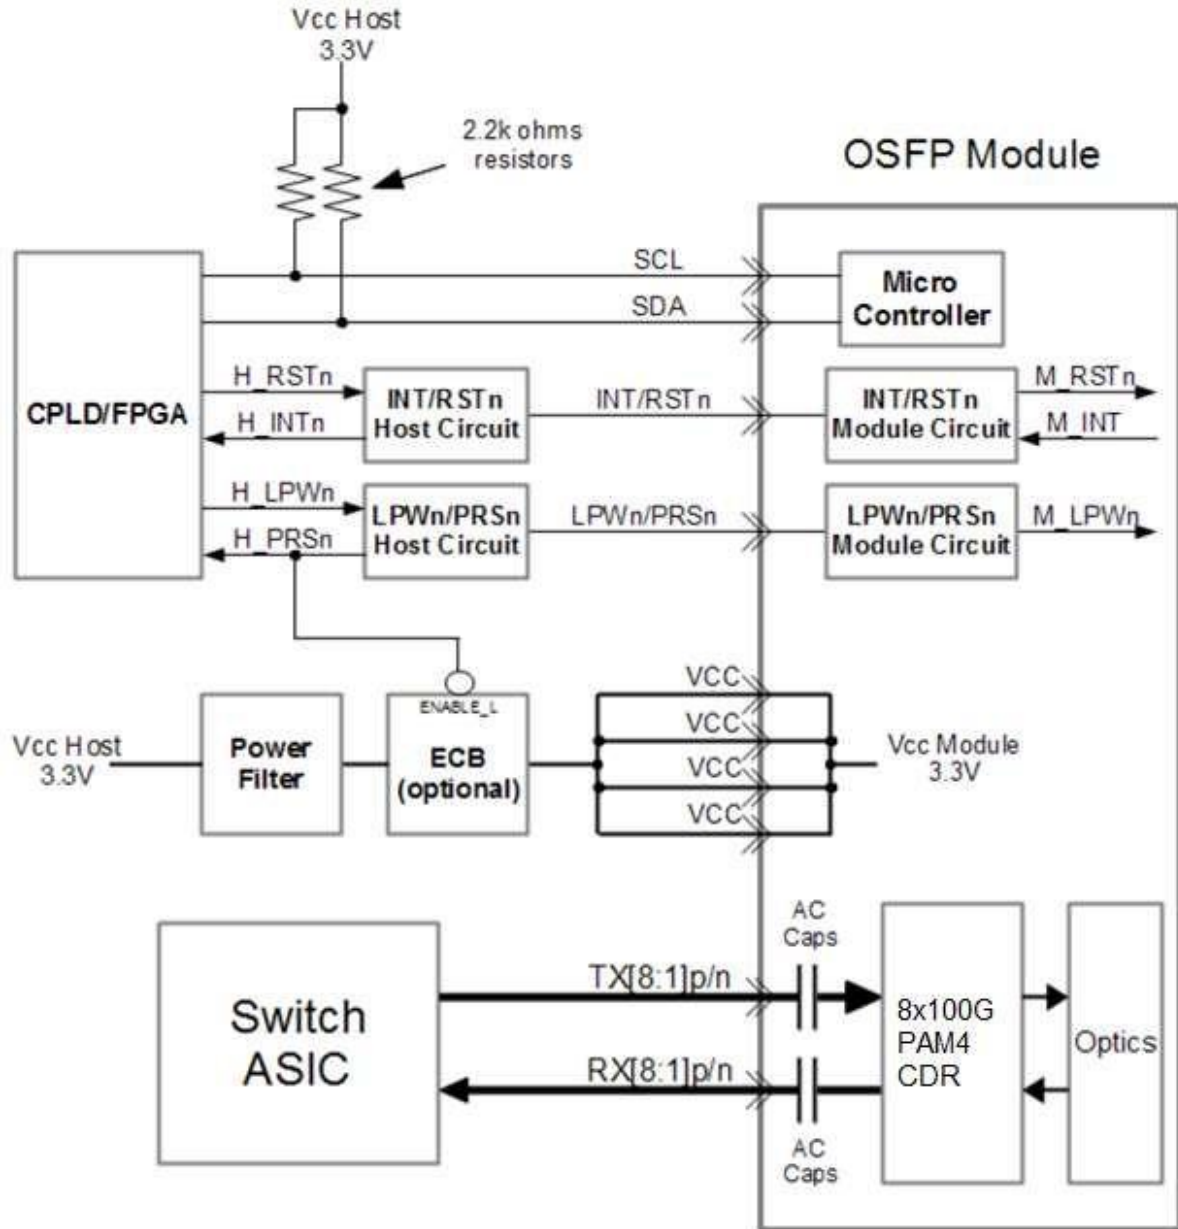 Vcc Host
3.3V
2.2k ohms
resistors
OSFP Module
SCL
SDA
Micro
Controller
CPLD/FPGA
H_RSTn
H_INTn
INT/RSTn
Host Circuit
INT/RSTn
INT/RSTn
Module Circuit
M_RSTn
M_INT
H_LPWn
H_PRSn
LPWn/PRSn
Host Circuit
LPWn/PRSn
LPWn/PRSn
Module Circuit
M_LPWn
Vcc Host
3.3V
Power
Filter
ENABLE_L
ECB
(optional)
VCC
VCC
VCC
VCC
Vcc Module
3.3V
Switch
ASIC
TX[8:1]p/n
RX[8:1]p/n
AC
Caps
AC
Caps
8x100G
PAM4
CDR
Optics